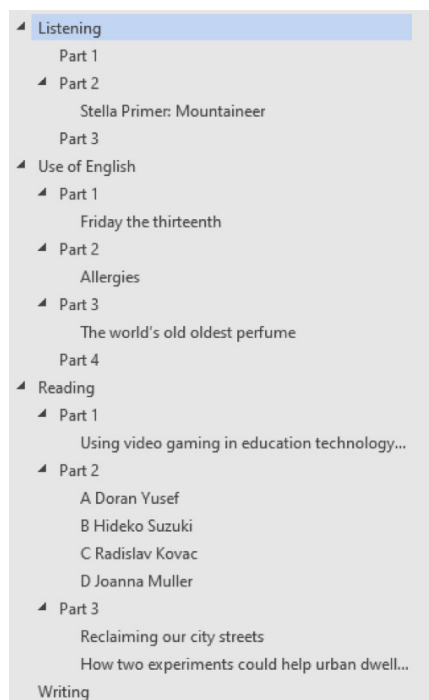 Listening
Part 1
Part 2
Stella Primer: Mountaineer
Part 3
Use of English
Part 1
Friday the thirteenth
Part 2
Allergies
Part 3
The world's old oldest perfume
Part 4
Reading
Part 1
Using video gaming in education technology...
Part 2
A Doran Yusef
B Hideko Suzuki
C Radislav Kovac
D Joanna Muller
Part 3
Reclaiming our city streets
How two experiments could help urban dwell...
Writing